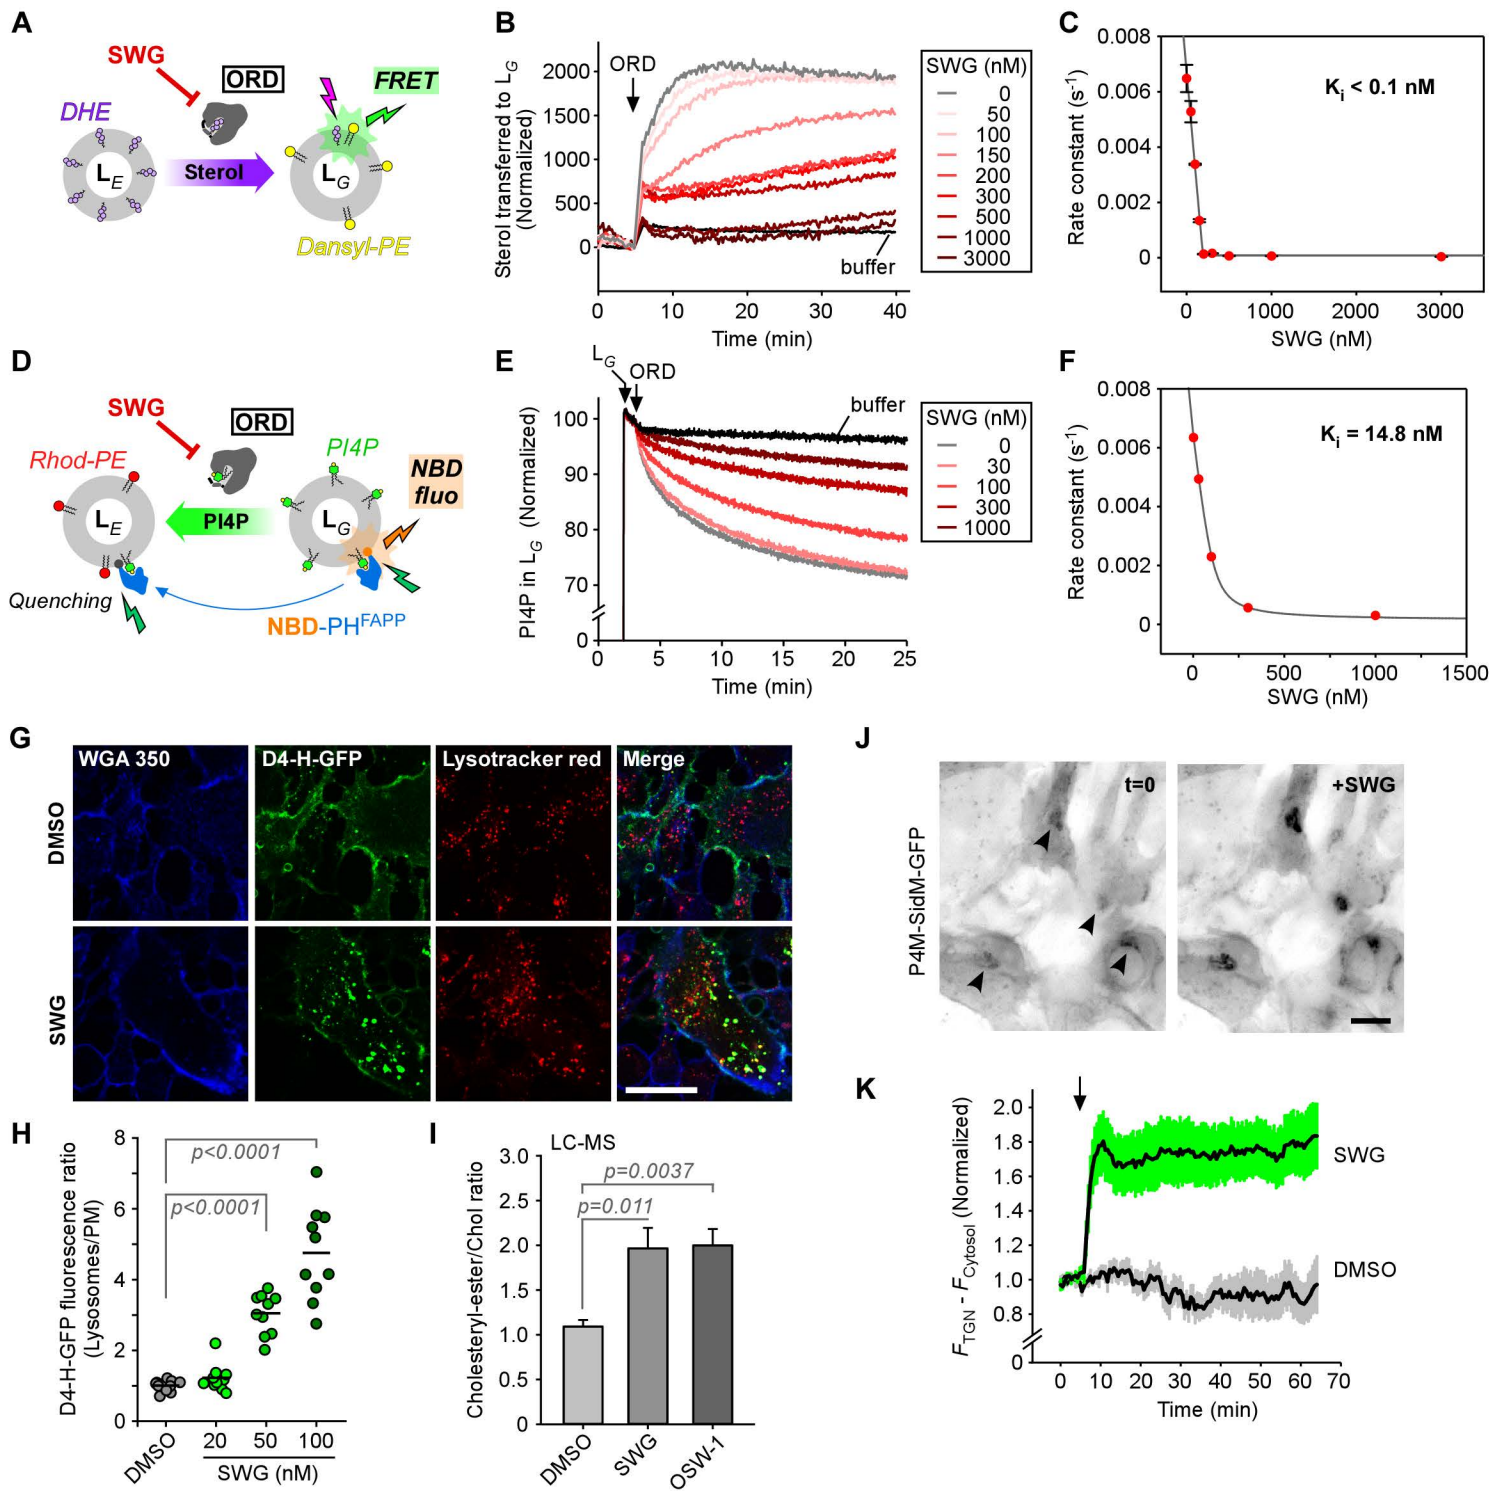 A
SWG
ORD
FRET
DHE
L_E
Sterol
L_G
Dansyl-PE
B
Sterol transferred to L_G
(Normalized)
2000
1500
1000
500
0
ORD
buffer
0
10
20
30
40
Time (min)
SWG (nM)
0
50
100
150
200
300
500
1000
3000
C
Rate constant (s⁻¹)
0.008
0.006
0.004
0.002
0
K_i < 0.1 nM
0
1000
2000
3000
SWG (nM)
D
SWG
ORD
Rhod-PE
PI4P
NBD
fluo
L_E
PI4P
L_G
Quenching
NBD-PH^FAPP
E
L_G
ORD
PI4P in L_G (Normalized)
100
90
80
70
0
buffer
0
5
10
15
20
25
Time (min)
SWG (nM)
0
30
100
300
1000
F
Rate constant (s⁻¹)
0.008
0.006
0.004
0.002
0
K_i = 14.8 nM
0
500
1000
1500
SWG (nM)
G
WGA 350
D4-H-GFP
Lysotracker red
Merge
DMSO
SWG
H
D4-H-GFP fluorescence ratio
(Lysosomes/PM)
8
6
4
2
0
p<0.0001
p<0.0001
DMSO
20
50
100
SWG (nM)
I
LC-MS
Cholesteryl-ester/Chol ratio
3.0
2.5
2.0
1.5
1.0
0.5
0
p=0.0037
p=0.011
DMSO
SWG
OSW-1
J
P4M-SidM-GFP
t=0
+SWG
K
F_TGN - F_Cytosol (Normalized)
2.0
1.8
1.6
1.4
1.2
1.0
0.8
0
SWG
DMSO
0
10
20
30
40
50
60
70
Time (min)